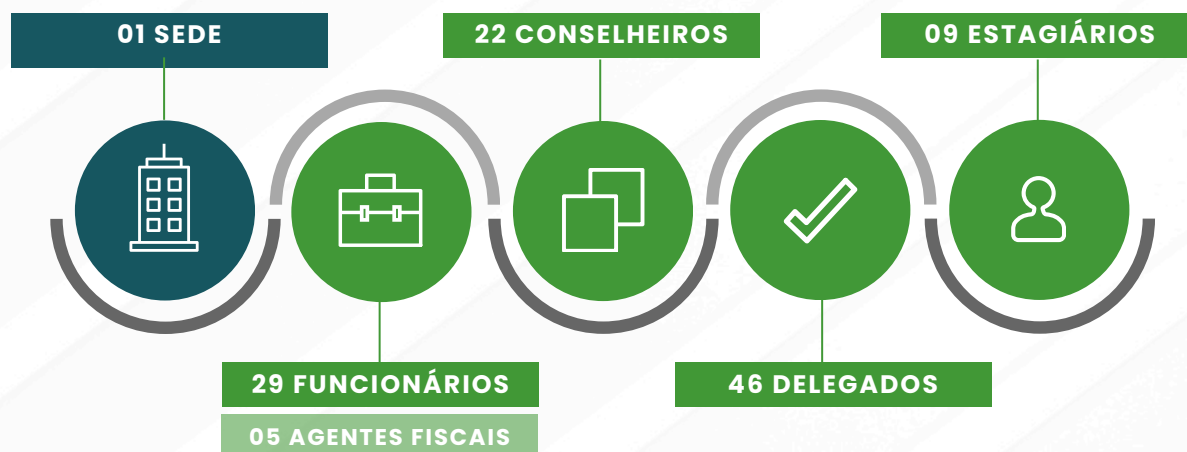 01 SEDE
22 CONSELHEIROS
09 ESTAGIÁRIOS
29 FUNCIONÁRIOS
46 DELEGADOS
05 AGENTES FISCAIS